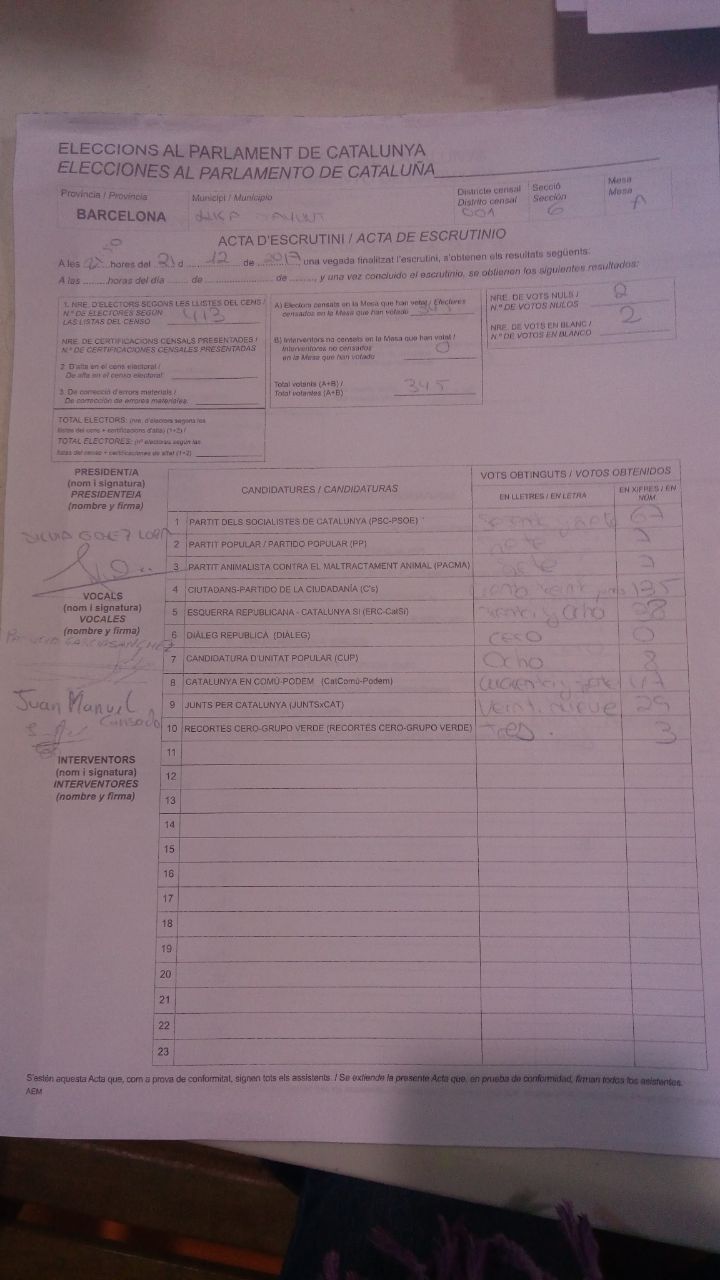 ELECCIONS AL PARLAMENT DE CATALUNYA
ELECCIONES AL PARLAMENTO DE CATALUÑA
Província / Provincia
BARCELONA
Municipi / Municipio
Districte censal
Distrito censal
001
Secció
Sección
6
Mesa
Mesa
A
ACTA D'ESCRUTINI / ACTA DE ESCRUTINIO
A les 22 hores del 21 d 12 de 2017 una vegada finalitzat l'escrutini, s'obtenen els resultats següents:
A las ........ horas del día ...... de .................. de ........, y una vez concluido el escrutinio, se obtienen los siguientes resultados:
1. NRE. D'ELECTORS SEGONS LES LLISTES DEL CENS /
N.º DE ELECTORES SEGÚN
LAS LISTAS DEL CENSO 413
NRE. DE CERTIFICACIONS CENSALS PRESENTADES /
N.º DE CERTIFICACIONES CENSALES PRESENTADAS
2. D'alta en el cens electoral /
De alta en el censo electoral
3. De correcció d'errors materials /
De corrección de errores materiales
TOTAL ELECTORS: (nre. d'electors segons les
llistes del cens + certificacions d'alta) (1+2) /
TOTAL ELECTORES: (nº electores según las
listas del censo + certificaciones de alta) (1+2)
A) Electors censats en la Mesa que han votat / Electores
censados en la Mesa que han votado 345
B) Interventors no censats en la Mesa que han votat /
Interventores no censados
en la Mesa que han votado 0
Total votants (A+B) /
Total votantes (A+B) 345
NRE. DE VOTS NULS /
N.º DE VOTOS NULOS 2
NRE. DE VOTS EN BLANC /
N.º DE VOTOS EN BLANCO 2
PRESIDENT/A
(nom i signatura)
PRESIDENTE/A
(nombre y firma)
VOCALS
(nom i signatura)
VOCALES
(nombre y firma)
Juan Manuel
INTERVENTORS
(nom i signatura)
INTERVENTORES
(nombre y firma)
CANDIDATURES / CANDIDATURAS
VOTS OBTINGUTS / VOTOS OBTENIDOS
EN LLETRES / EN LETRA
EN XIFRES / EN NÚM
1 PARTIT DELS SOCIALISTES DE CATALUNYA (PSC-PSOE) 67
2 PARTIT POPULAR / PARTIDO POPULAR (PP) 7
3 PARTIT ANIMALISTA CONTRA EL MALTRACTAMENT ANIMAL (PACMA) siete 7
4 CIUTADANS-PARTIDO DE LA CIUDADANÍA (C's)
5 ESQUERRA REPUBLICANA - CATALUNYA SÍ (ERC-CatSí) y ocho
6 DIÀLEG REPUBLICÀ (DIÀLEG) cero 0
7 CANDIDATURA D'UNITAT POPULAR (CUP) Ocho 8
8 CATALUNYA EN COMÚ-PODEM (CatComú-Podem) cuarenta y siete 47
9 JUNTS PER CATALUNYA (JUNTSxCAT) Veintinueve 29
10 RECORTES CERO-GRUPO VERDE (RECORTES CERO-GRUPO VERDE) tres. 3
11
12
13
14
15
16
17
18
19
20
21
22
23
S'estén aquesta Acta que, com a prova de conformitat, signen tots els assistents. / Se extiende la presente Acta que, en prueba de conformidad, firman todos los asistentes.
AEM